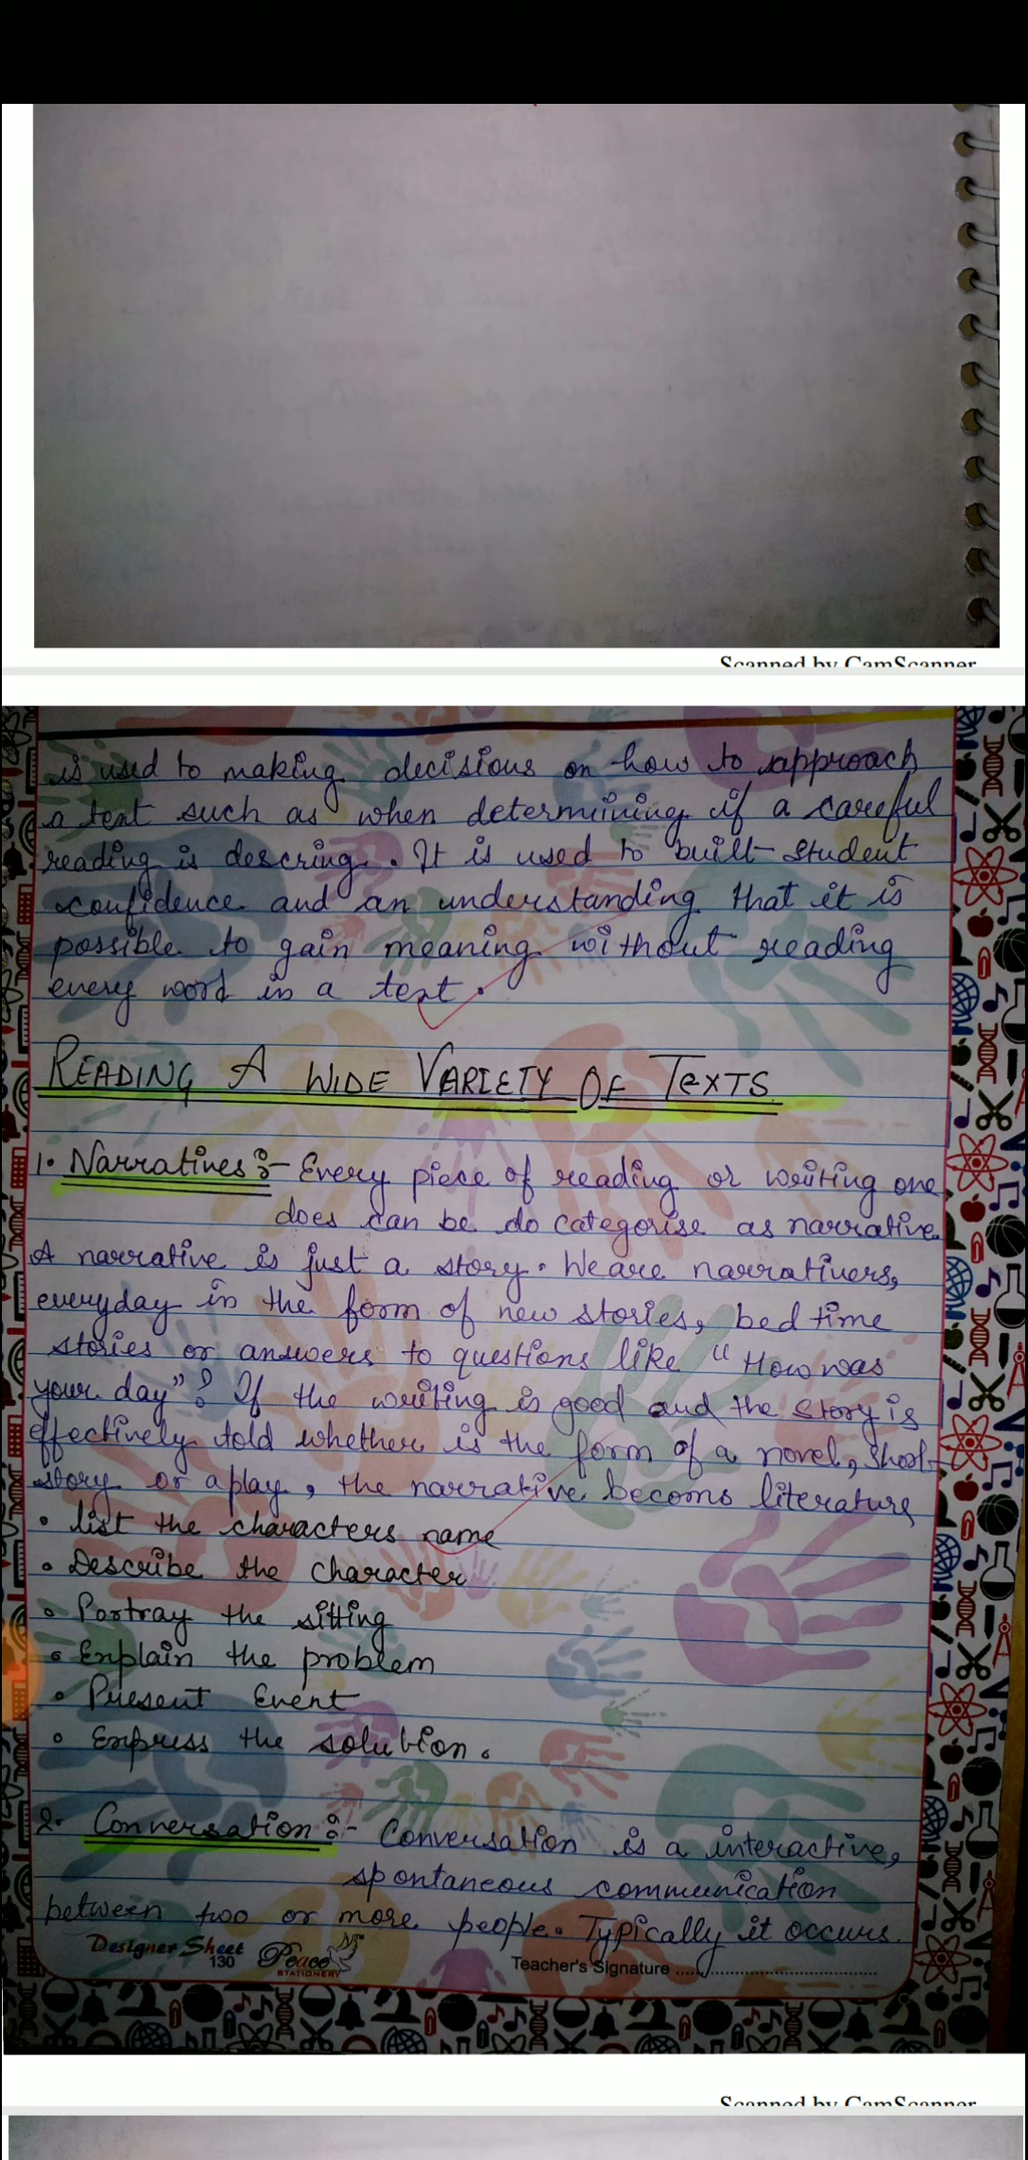 Scanned by CamScanner
is used to making decisions on how to approach
a text such as when determining if a careful
reading is descring. It is used to built student
confidence and an understanding that it is
possible to gain meaning without reading
every word in a text.
READING A WIDE VARIETY OF TEXTS.
1. Narratives :- Every piece of reading or writing one
does can be do categorise as narrative.
A narrative is just a story. We are narrativers,
everyday in the form of new stories, bed time
stories or answers to questions like "How was
your day"? If the writing is good and the story is
effectively told whether is the form of a novel, short
story or a play, the narrative becoms literature
• list the characters name
• Describe the character
• Portray the sitting
• Explain the problem
• Present Event
• Express the solution.
2. Conversation :- Conversation is a interactive,
spontaneous communication
between two or more people. Typically it occurs.
Designer Sheet
130
Peace
STATIONERY
Teacher's Signature
Scanned by CamScanner